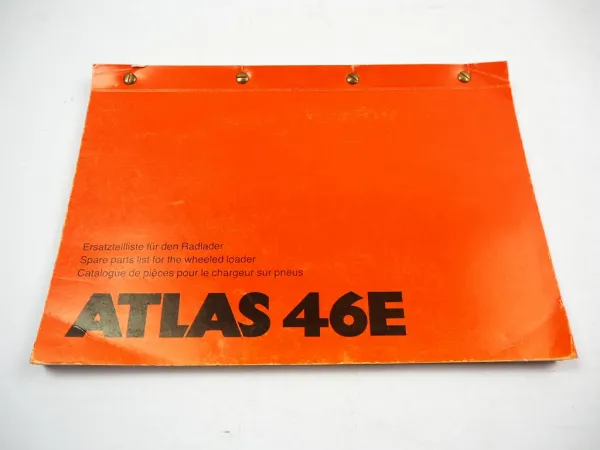 Ersatzteilliste für den Radlader
Spare parts list for the wheeled loader
Catalogue de pièces pour le chargeur sur pneus
ATLAS 46E